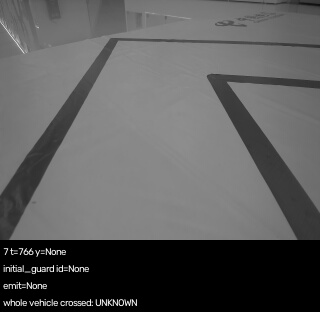 7 t=766 y=None
initial_guard id=None
emit=None
whole vehicle crossed: UNKNOWN